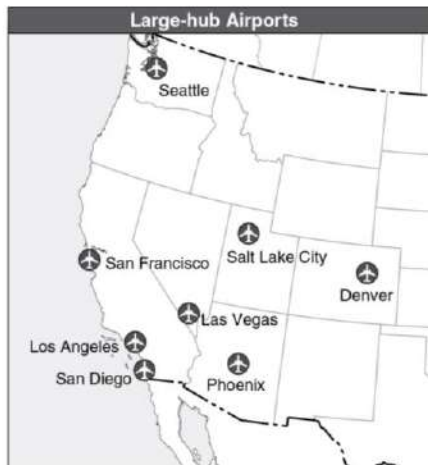 Large-hub Airports
Seattle
San Francisco
Salt Lake City
Denver
Las Vegas
Los Angeles
San Diego
Phoenix